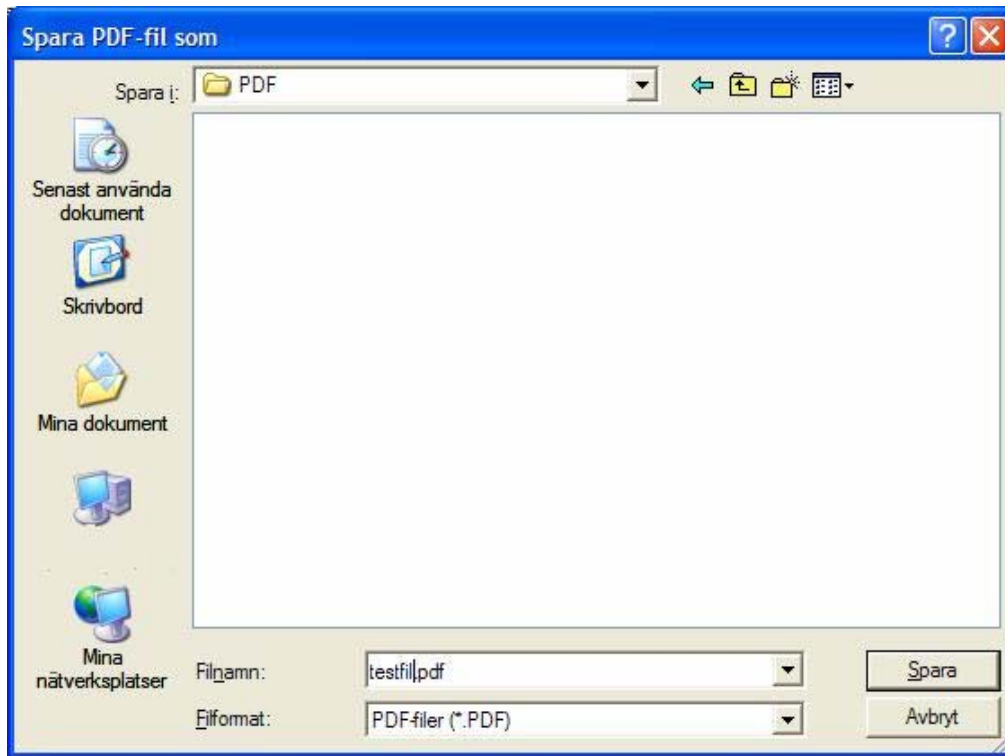 Spara PDF-fil som
Spara i:
PDF
Senast använda
dokument
Skrivbord
Mina dokument
Mina
nätverksplatser
Filnamn:
testfil.pdf
Spara
Filformat:
PDF-filer (*.PDF)
Avbryt